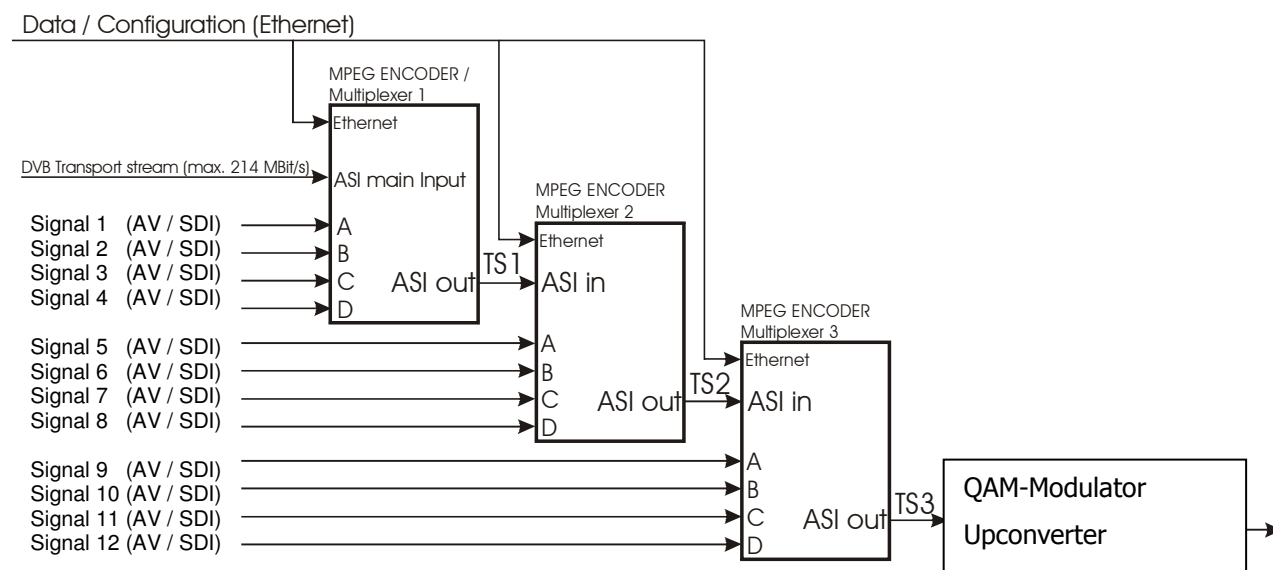 Data / Configuration (Ethernet)
MPEG ENCODER /
Multiplexer 1
Ethernet
DVB Transport stream (max. 214 MBit/s)
ASI main Input
Signal 1 (AV / SDI)
A
Signal 2 (AV / SDI)
B
Signal 3 (AV / SDI)
C
Signal 4 (AV / SDI)
D
ASI out
TS1
MPEG ENCODER
Multiplexer 2
Ethernet
ASI in
Signal 5 (AV / SDI)
A
Signal 6 (AV / SDI)
B
Signal 7 (AV / SDI)
C
Signal 8 (AV / SDI)
D
ASI out
TS2
MPEG ENCODER
Multiplexer 3
Ethernet
ASI in
Signal 9 (AV / SDI)
A
Signal 10 (AV / SDI)
B
Signal 11 (AV / SDI)
C
Signal 12 (AV / SDI)
D
ASI out
TS3
QAM-Modulator
Upconverter